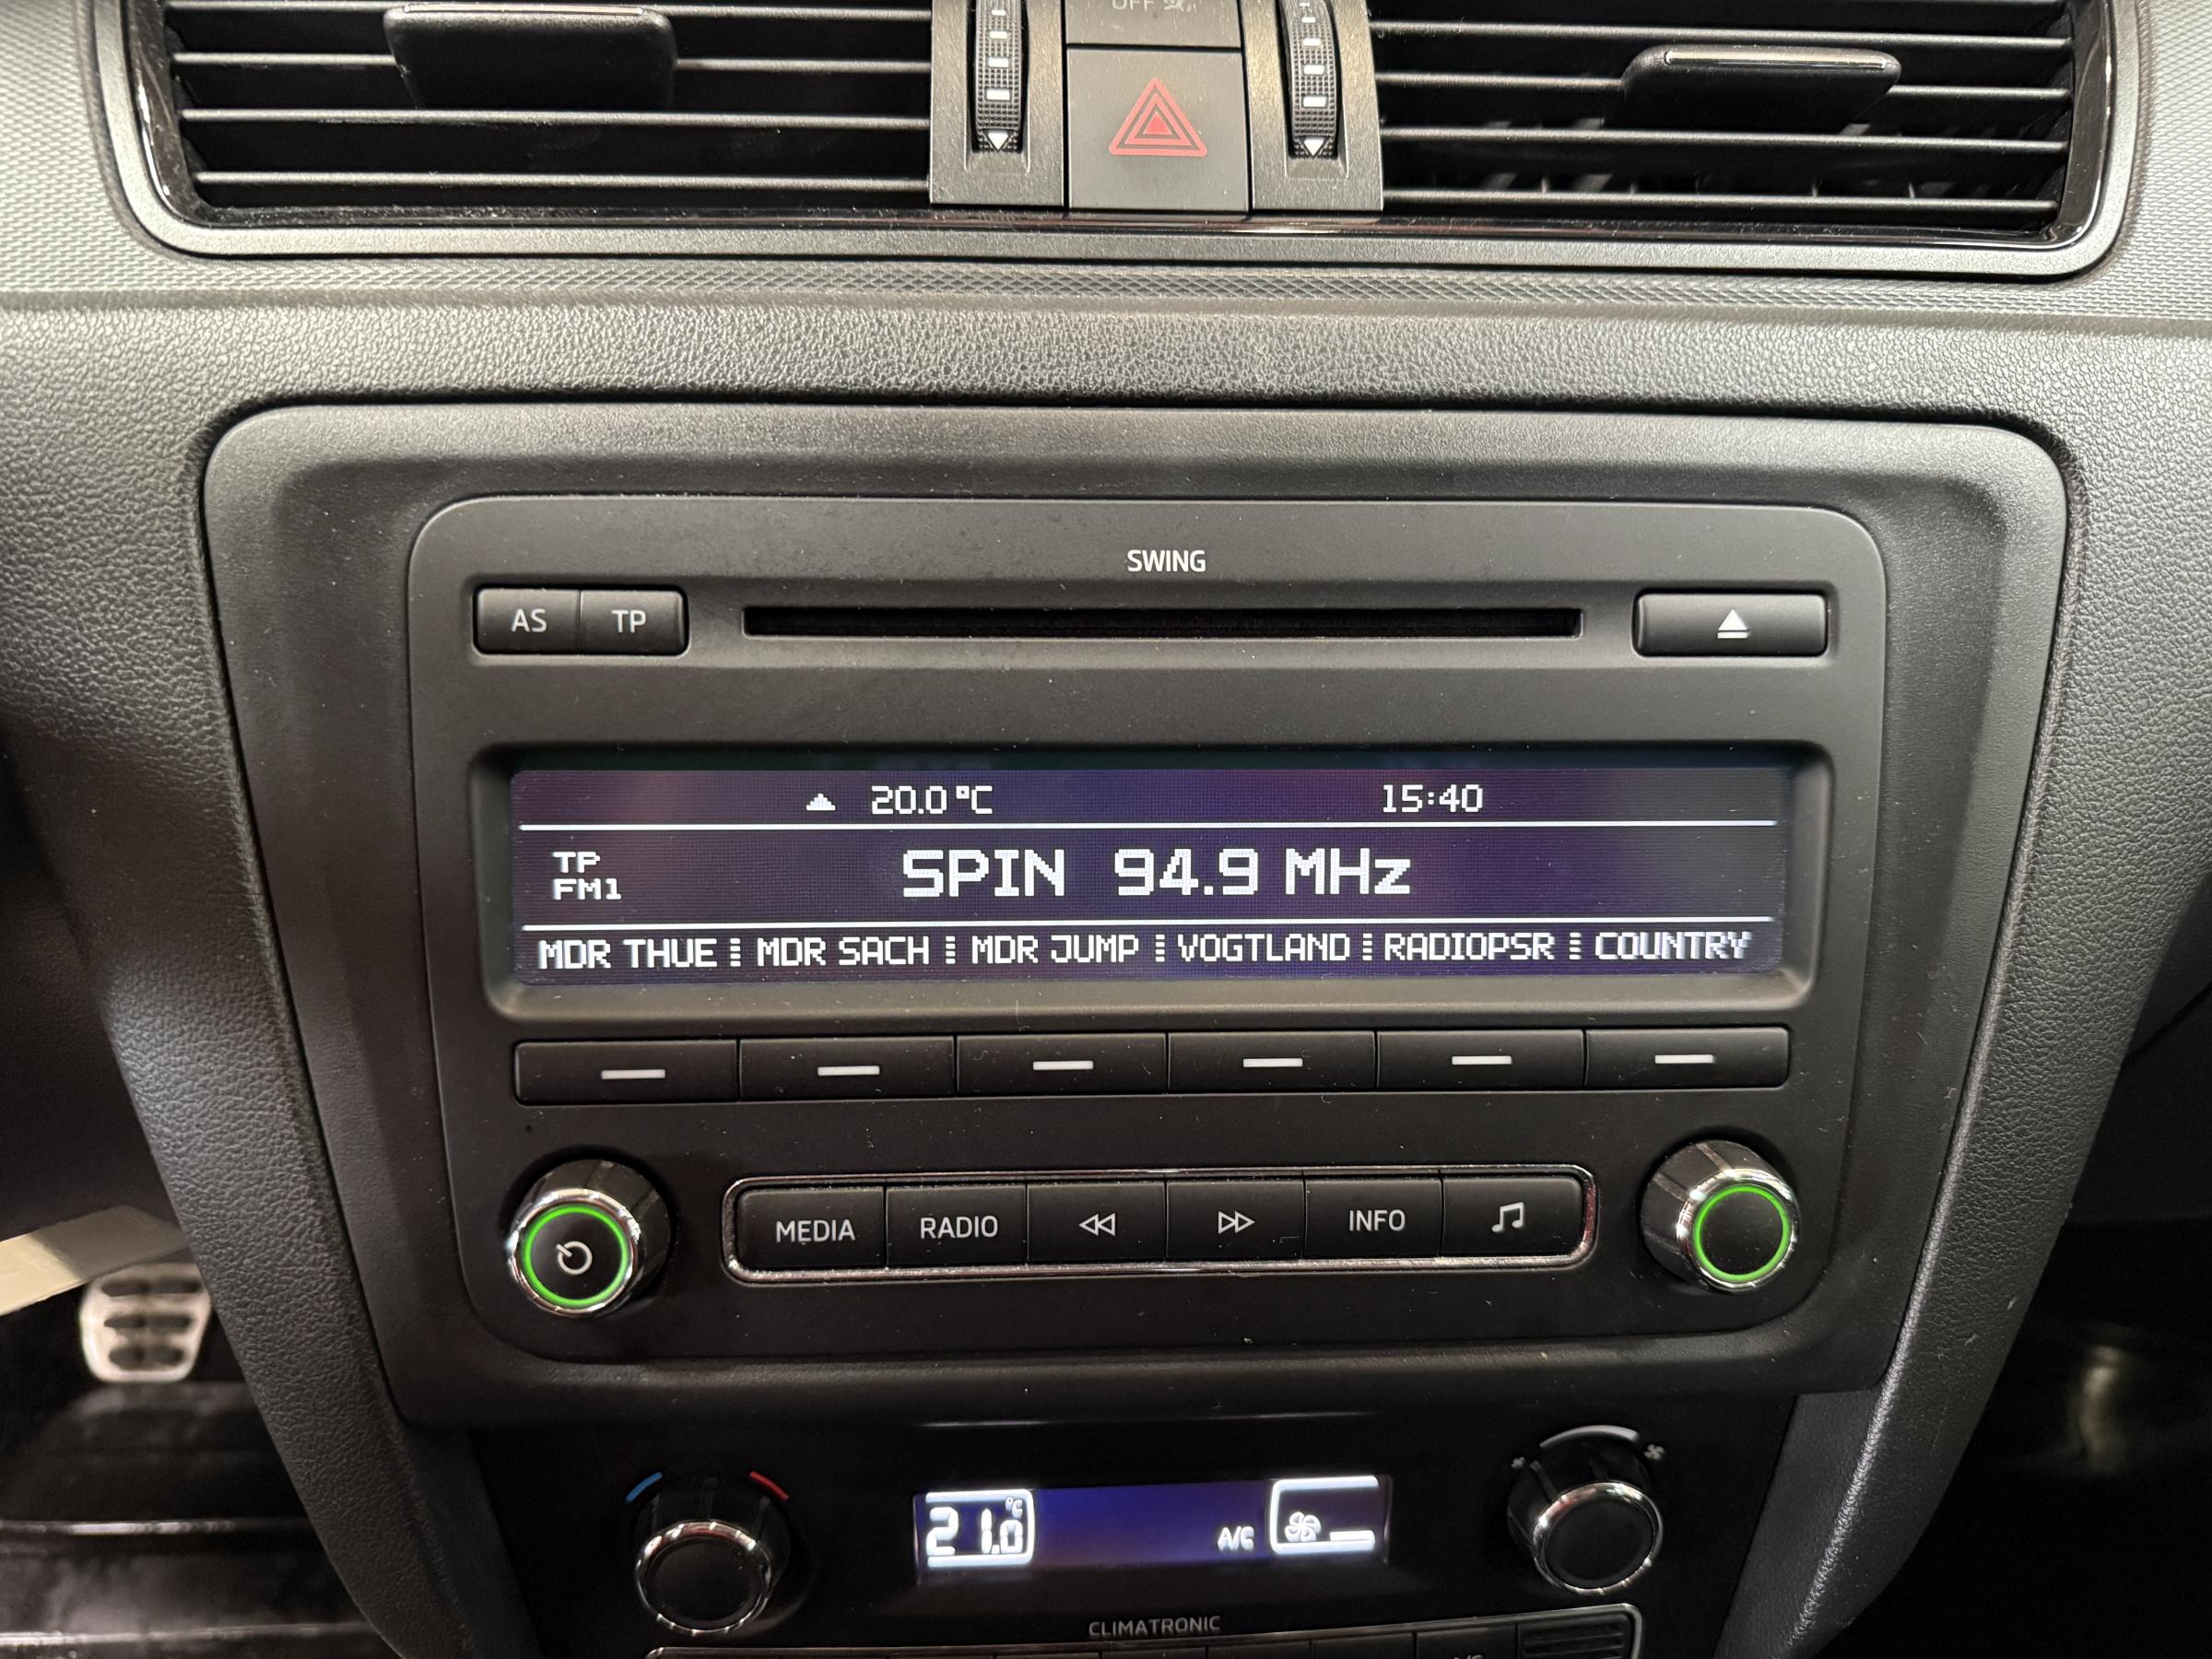 OFF
SWING
AS TP
20.0 °C 15:40
TP
FM1
SPIN 94.9 MHz
MDR THUE MDR SACH MDR JUMP VOGTLAND RADIOPSR COUNTRY
MEDIA RADIO INFO
21.0 °C A/C
CLIMATRONIC